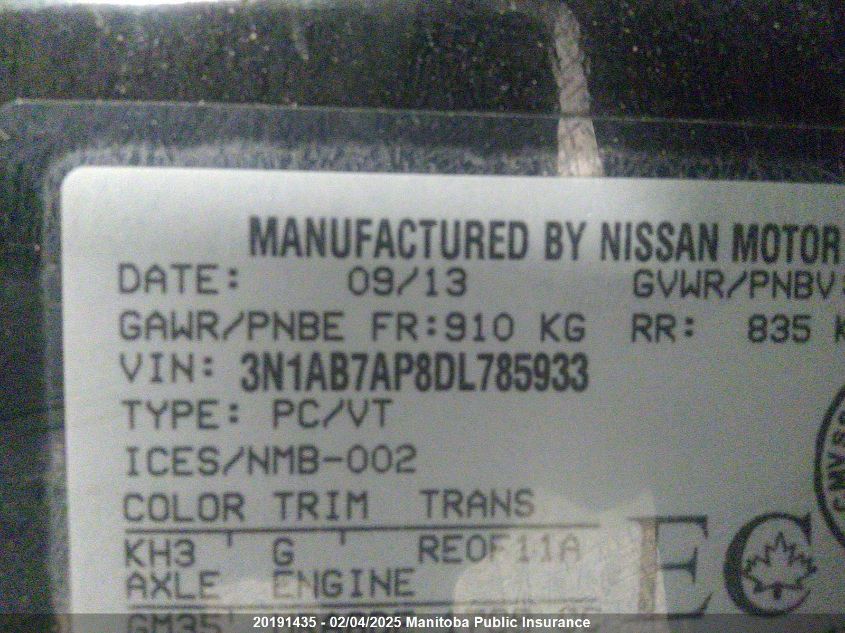 MANUFACTURED BY NISSAN MOTOR
DATE: 09/13 GVWR/PNBV:
GAWR/PNBE FR:910 KG RR: 835 K
VIN: 3N1AB7AP8DL785933
TYPE: PC/VT
ICES/NMB-002
COLOR TRIM TRANS
KH3 G RE0F11A
EC
AXLE ENGINE
GM35
20191435 - 02/04/2025 Manitoba Public Insurance